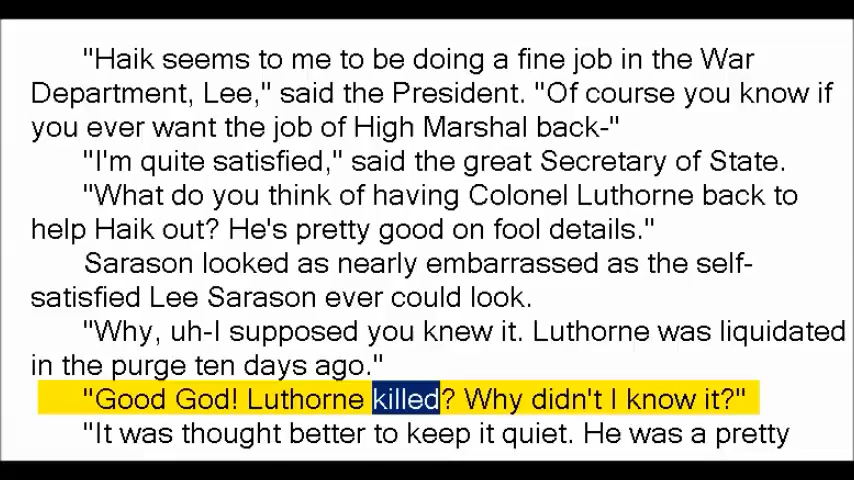 "Haik seems to me to be doing a fine job in the War
Department, Lee," said the President. "Of course you know if
you ever want the job of High Marshal back-"
"I'm quite satisfied," said the great Secretary of State.
"What do you think of having Colonel Luthorne back to
help Haik out? He's pretty good on fool details."
Sarason looked as nearly embarrassed as the self-
satisfied Lee Sarason ever could look.
"Why, uh-I supposed you knew it. Luthorne was liquidated
in the purge ten days ago."
"Good God! Luthorne killed? Why didn't I know it?"
"It was thought better to keep it quiet. He was a pretty